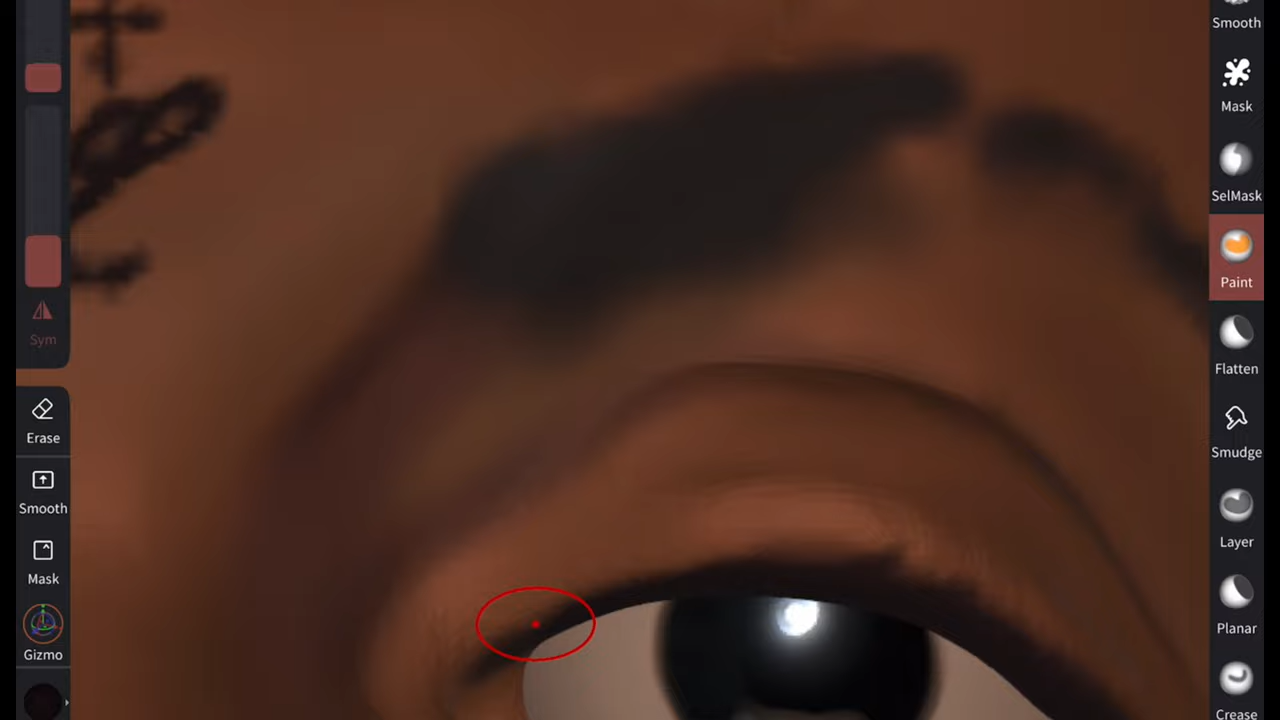 Sym
Erase
Smooth
Mask
Gizmo
Smooth
Mask
SelMask
Paint
Flatten
Smudge
Layer
Planar
Crease